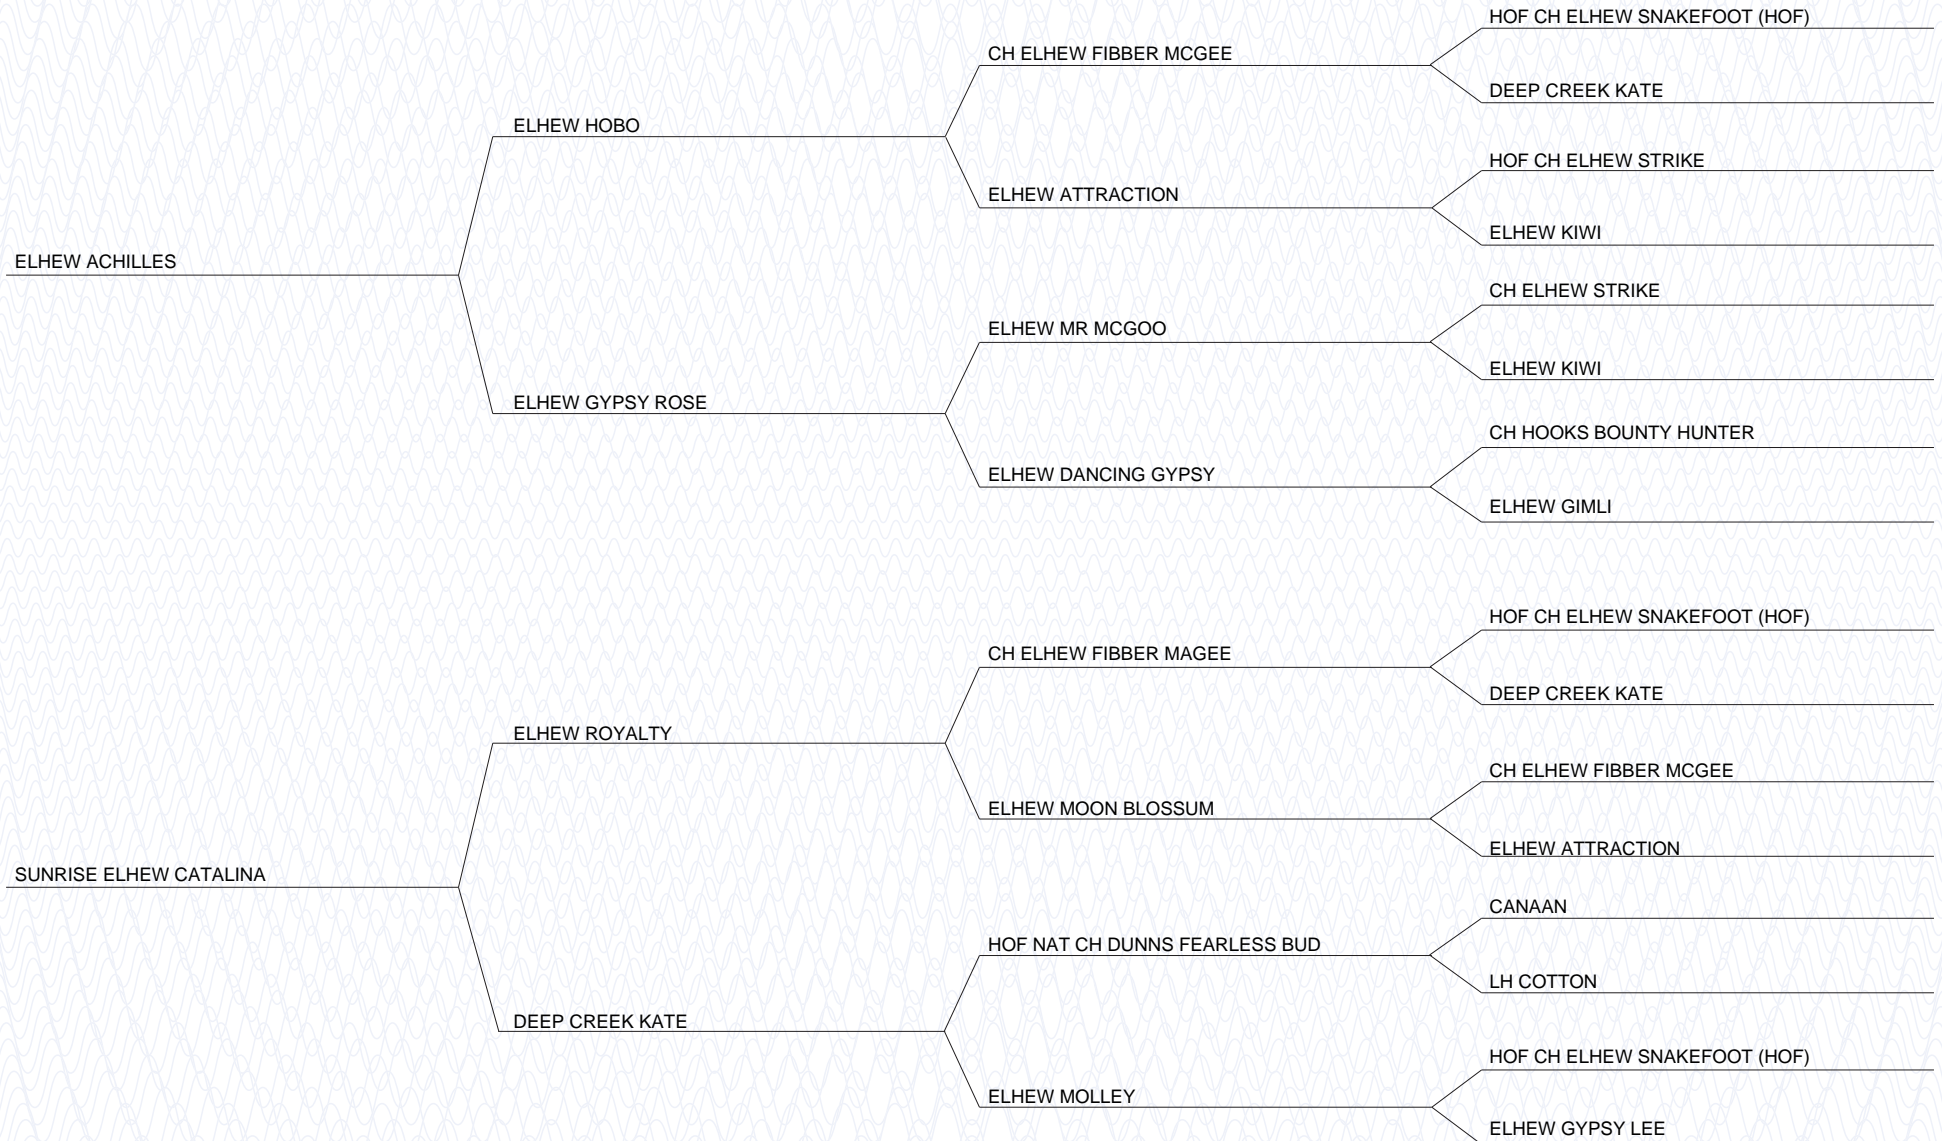 HOF CH ELHEW SNAKEFOOT (HOF)
CH ELHEW FIBBER MCGEE
DEEP CREEK KATE
ELHEW HOBO
HOF CH ELHEW STRIKE
ELHEW ATTRACTION
ELHEW KIWI
ELHEW ACHILLES
CH ELHEW STRIKE
ELHEW MR MCGOO
ELHEW KIWI
ELHEW GYPSY ROSE
CH HOOKS BOUNTY HUNTER
ELHEW DANCING GYPSY
ELHEW GIMLI
HOF CH ELHEW SNAKEFOOT (HOF)
CH ELHEW FIBBER MAGEE
DEEP CREEK KATE
ELHEW ROYALTY
CH ELHEW FIBBER MCGEE
ELHEW MOON BLOSSUM
ELHEW ATTRACTION
SUNRISE ELHEW CATALINA
CANAAN
HOF NAT CH DUNNS FEARLESS BUD
LH COTTON
DEEP CREEK KATE
HOF CH ELHEW SNAKEFOOT (HOF)
ELHEW MOLLEY
ELHEW GYPSY LEE